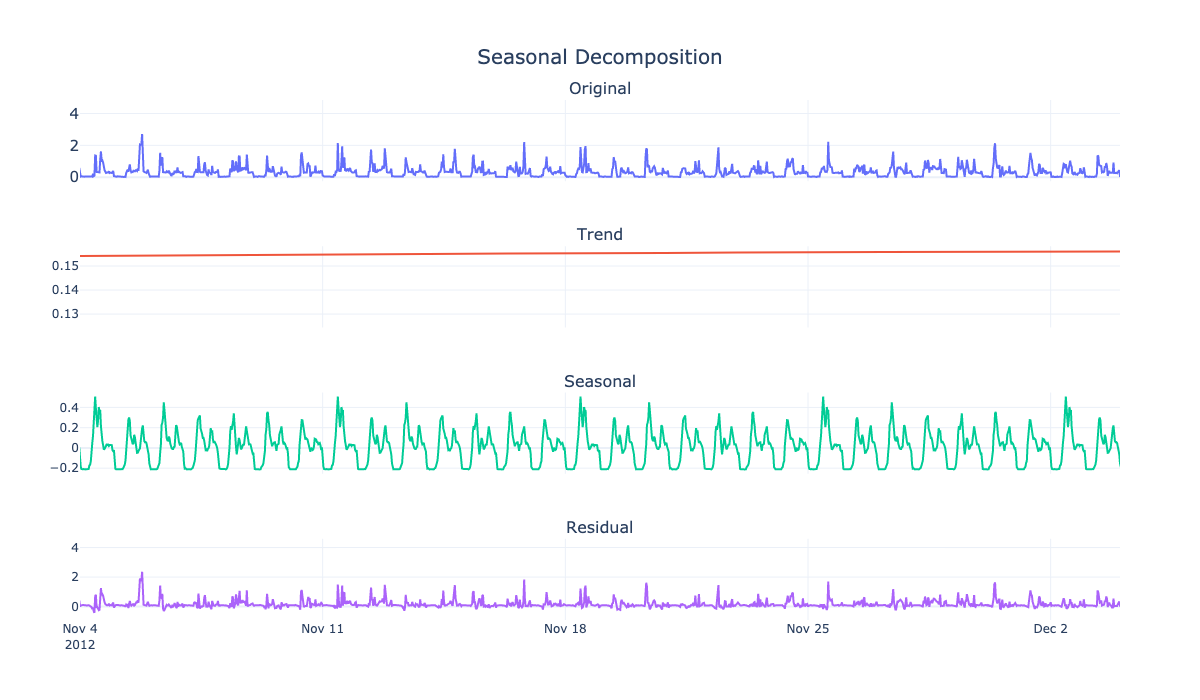 Seasonal Decomposition
Original
4
2
0
Trend
0.15
0.14
0.13
Seasonal
0.4
0.2
0
−0.2
Residual
4
2
0
Nov 4 Nov 11 Nov 18 Nov 25 Dec 2
2012